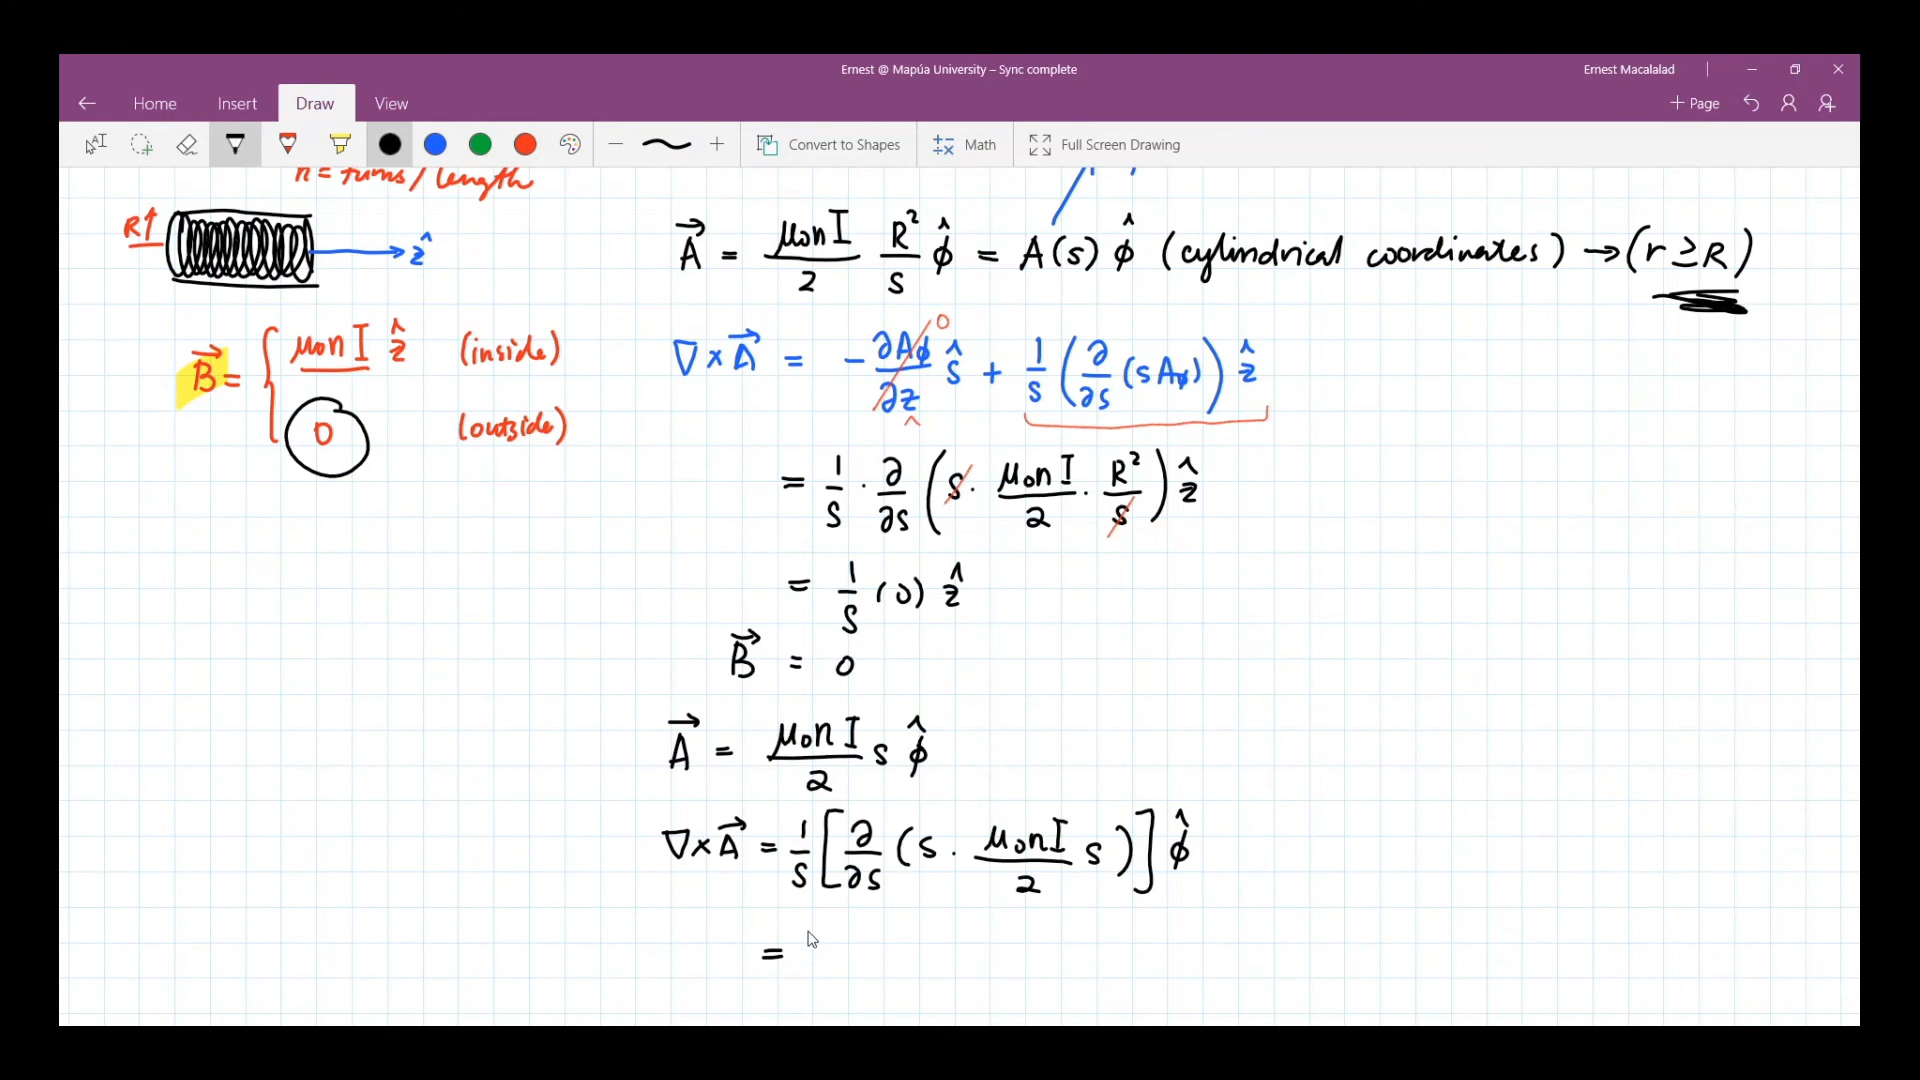 Ernest @ Mapúa University – Sync complete
Ernest Macalalad
Home Insert Draw View
+ Page
Convert to Shapes
Math
Full Screen Drawing
n = turns / length
R↑
ẑ
B⃗ = { μ₀nI ẑ (inside)
0 (outside)
A⃗ = μ₀nI/2 R²/s φ̂ = A(s) φ̂ (cylindrical coordinates) → (r ≥ R)
∇×A⃗ = - ∂Aφ/∂z ŝ + 1/s (∂/∂s (s Aφ)) ẑ
0
= 1/s · ∂/∂s (s · μ₀nI/2 · R²/s) ẑ
= 1/s (0) ẑ
B⃗ = 0
A⃗ = μ₀nI/2 s φ̂
∇×A⃗ = 1/s [∂/∂s (s · μ₀nI/2 s)] φ̂
=